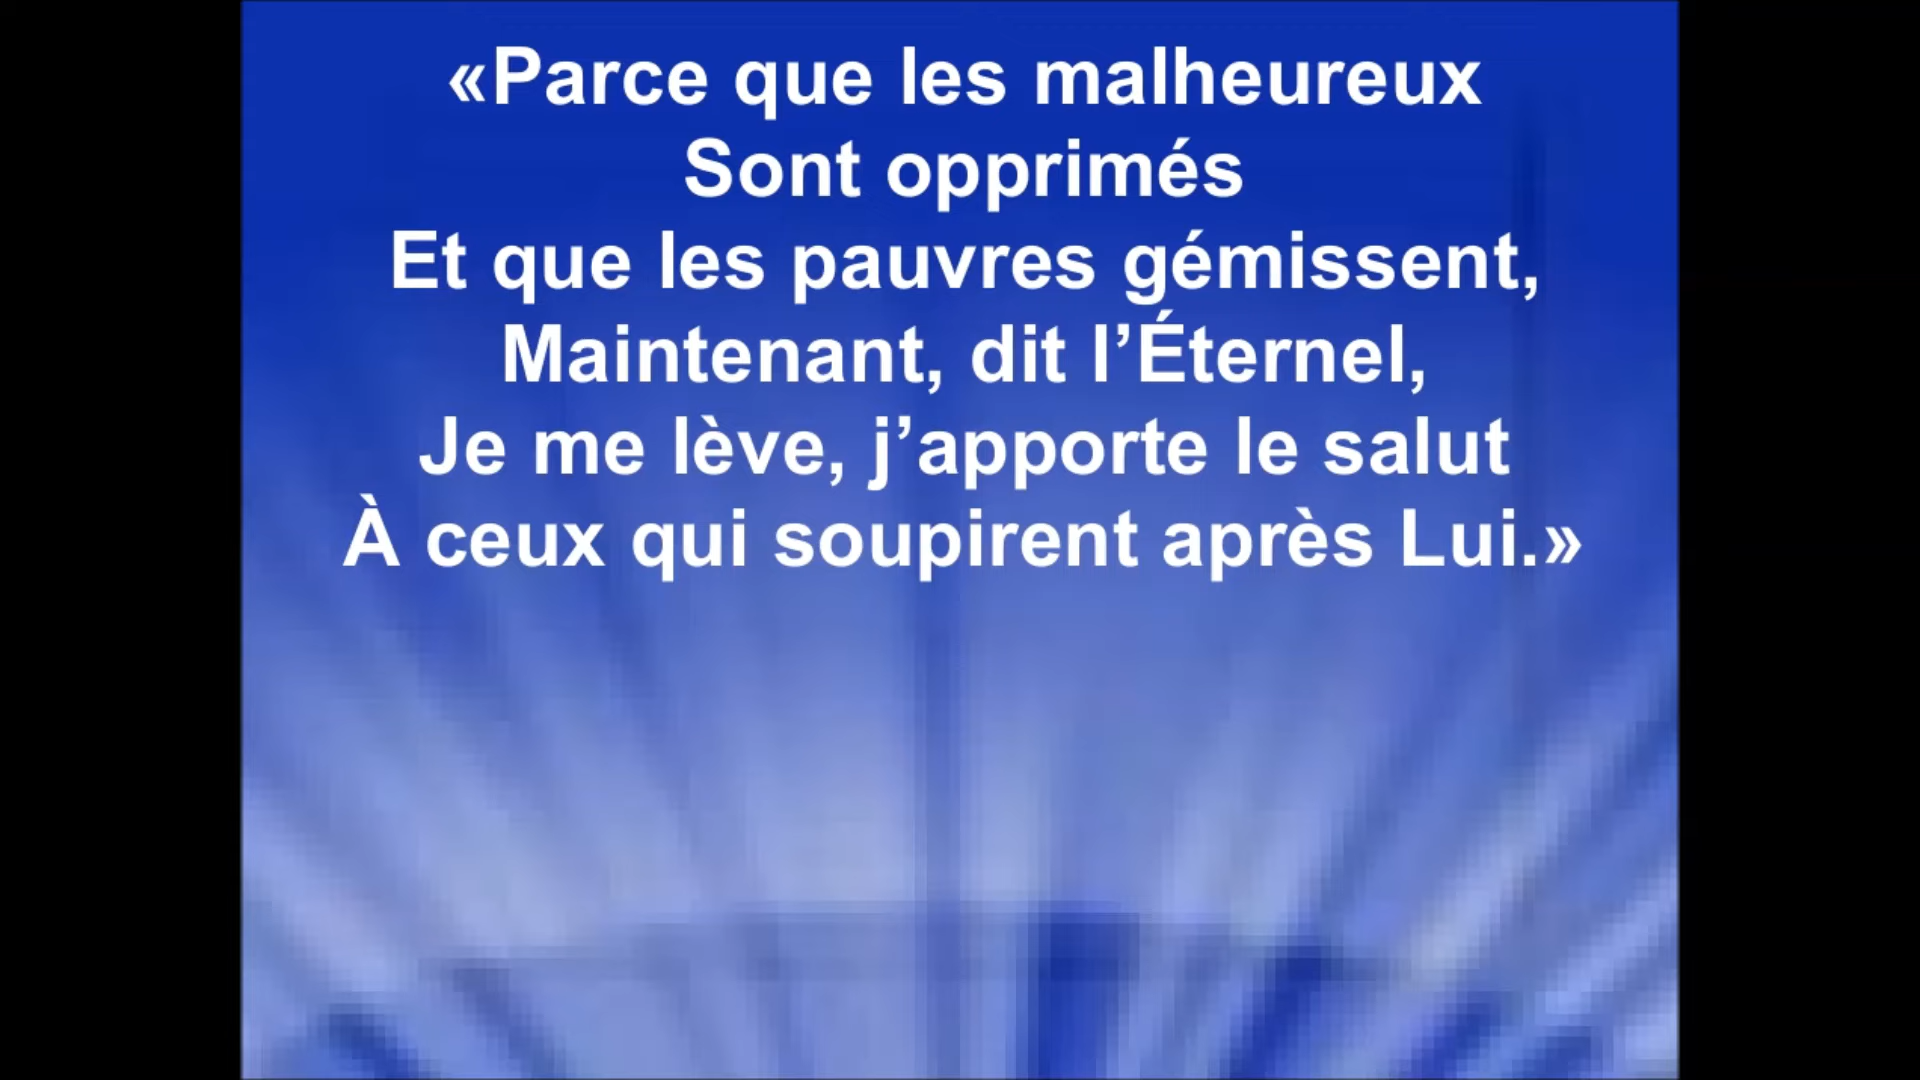 «Parce que les malheureux
Sont opprimés
Et que les pauvres gémissent,
Maintenant, dit l’Éternel,
Je me lève, j’apporte le salut
À ceux qui soupirent après Lui.»